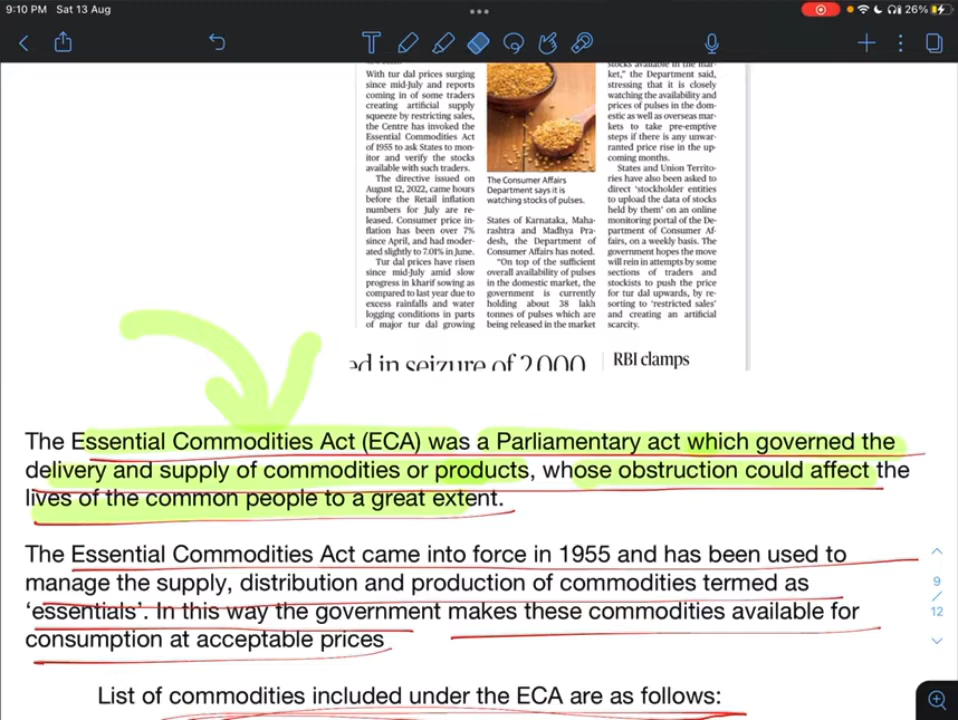 9:10 PM Sat 13 Aug
26%
With tur dal prices surging
since mid-July and reports
coming in of some traders
creating artificial supply
squeeze by restricting sales,
the Centre has invoked the
Essential Commodities Act
of 1955 to ask States to mon-
itor and verify the stocks
available with such traders.
The directive issued on
August 12, 2022, came hours
before the Retail inflation
numbers for July are re-
leased. Consumer price in-
flation has been over 7%
since April, and had moder-
ated slightly to 7.01% in June.
Tur dal prices have risen
since mid-July amid slow
progress in kharif sowing as
compared to last year due to
excess rainfalls and water
logging conditions in parts
of major tur dal growing
The Consumer Affairs
Department says it is
watching stocks of pulses.
States of Karnataka, Maha-
rashtra and Madhya Pra-
desh, the Department of
Consumer Affairs has noted.
“On top of the sufficient
overall availability of pulses
in the domestic market, the
government is currently
holding about 38 lakh
tonnes of pulses which are
being released in the market
stocks available in the mar-
ket,” the Department said,
stressing that it is closely
watching the availability and
prices of pulses in the dom-
estic as well as overseas mar-
kets to take pre-emptive
steps if there is any unwar-
ranted price rise in the up-
coming months.
States and Union Territo-
ries have also been asked to
direct ‘stockholder entities
to upload the data of stocks
held by them’ on an online
monitoring portal of the De-
partment of Consumer Af-
fairs, on a weekly basis. The
government hopes the move
will rein in attempts by some
sections of traders and
stockists to push the price
for tur dal upwards, by re-
sorting to ‘restricted sales’
and creating an artificial
scarcity.
ed in seizure of 2,000
RBI clamps
The Essential Commodities Act (ECA) was a Parliamentary act which governed the
delivery and supply of commodities or products, whose obstruction could affect the
lives of the common people to a great extent.
The Essential Commodities Act came into force in 1955 and has been used to
manage the supply, distribution and production of commodities termed as
‘essentials’. In this way the government makes these commodities available for
consumption at acceptable prices
List of commodities included under the ECA are as follows:
9
/
12